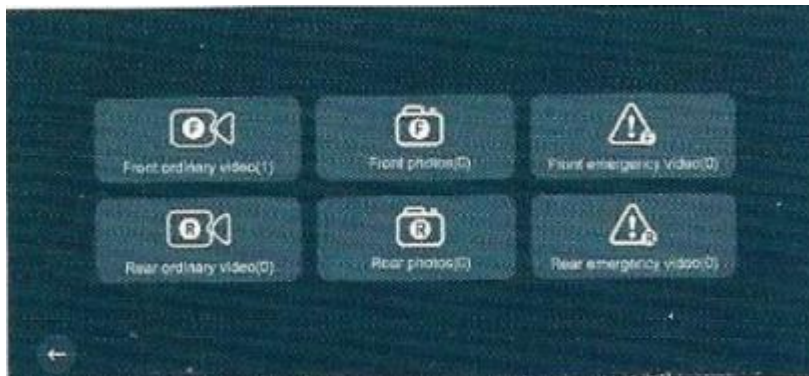 F
F
Front ordinary video(1)
Front photos(0)
Front emergency video(0)
R
R
R
Rear ordinary video(0)
Rear photos(0)
Rear emergency video(0)